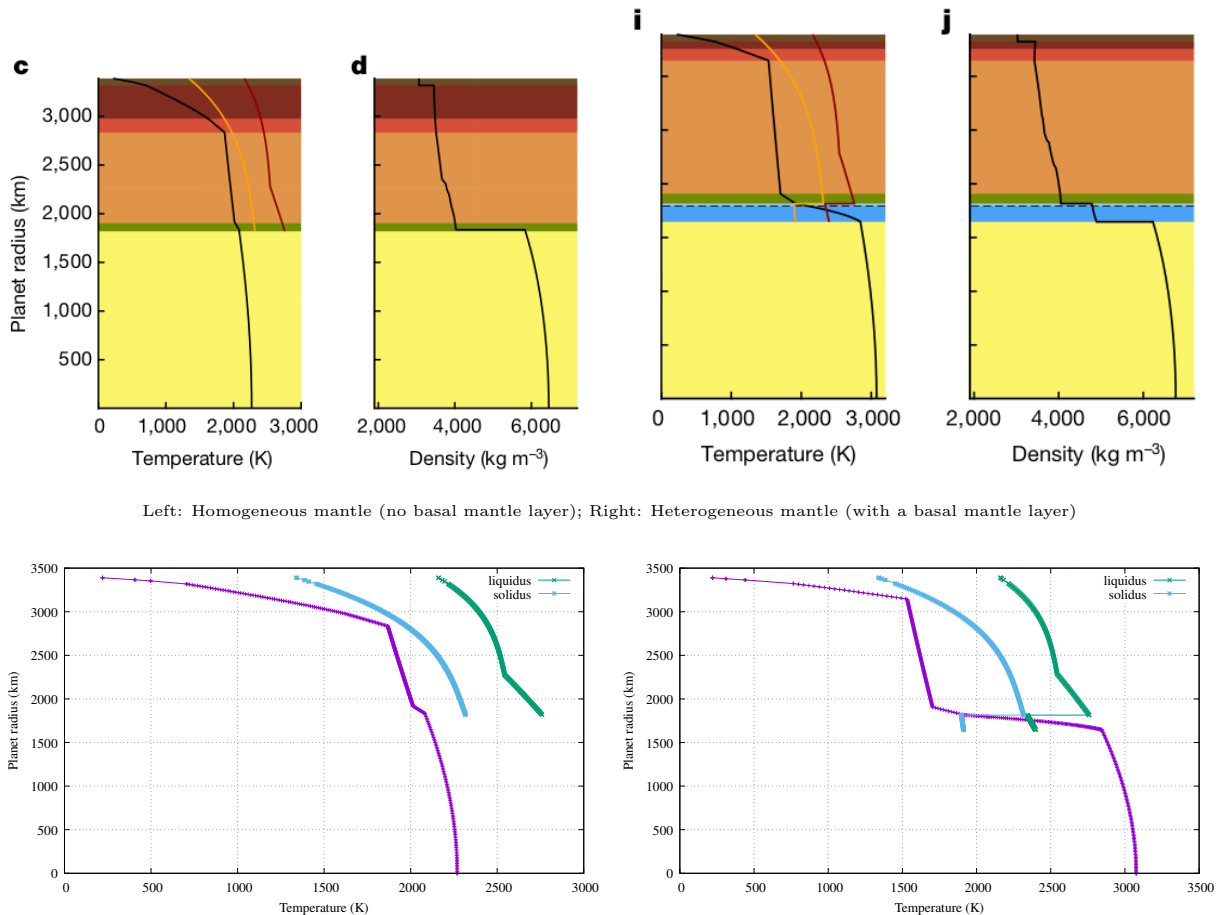 c
d
i
j
3,000
2,500
2,000
1,500
1,000
500
Planet radius (km)
0 1,000 2,000 3,000
Temperature (K)
2,000 4,000 6,000
Density (kg m⁻³)
0 1,000 2,000
Temperature (K)
2,000 4,000 6,000
Density (kg m⁻³)
Left: Homogeneous mantle (no basal mantle layer); Right: Heterogeneous mantle (with a basal mantle layer)
3500
3000
2500
2000
1500
1000
500
0
Planet radius (km)
liquidus
solidus
0 500 1000 1500 2000 2500 3000
Temperature (K)
3500
3000
2500
2000
1500
1000
500
0
Planet radius (km)
liquidus
solidus
0 500 1000 1500 2000 2500 3000 3500
Temperature (K)